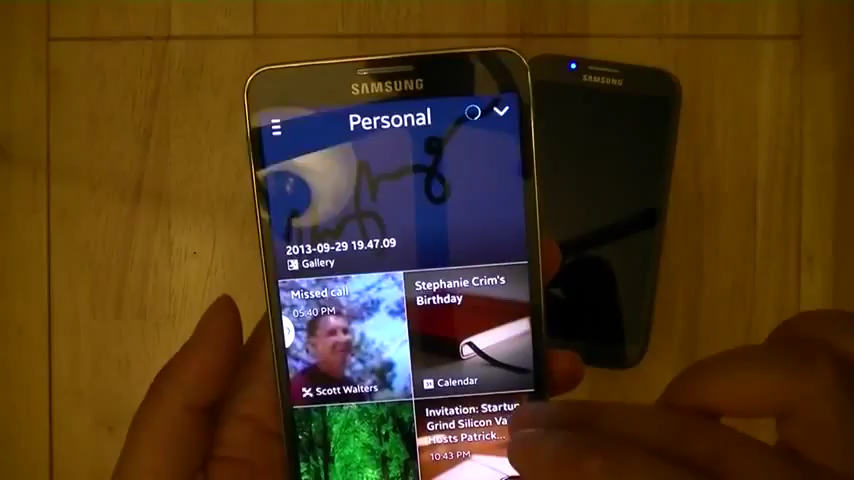 SAMSUNG
SAMSUNG
Personal
2013-09-29 19.47.09
Gallery
Missed call
05:40 PM
Scott Walters
Stephanie Crim's
Birthday
31 Calendar
Invitation: Startup
Grind Silicon Va
Hosts Patrick...
10:43 PM